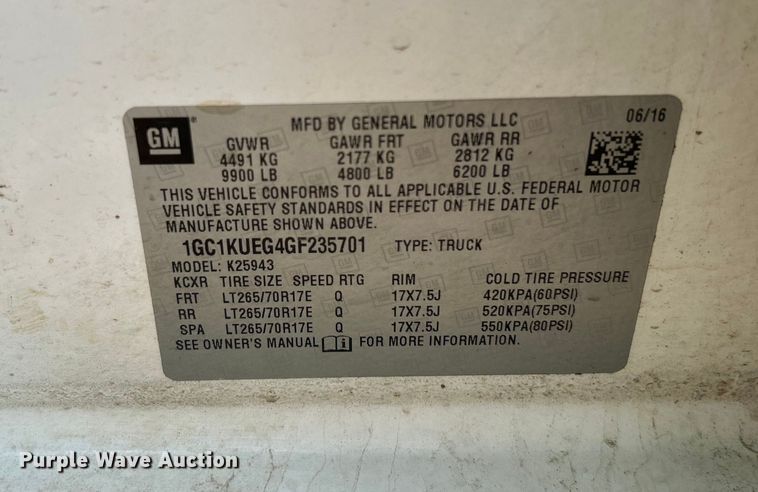 GM
MFD BY GENERAL MOTORS LLC 06/16
GVWR GAWR FRT GAWR RR
4491 KG 2177 KG 2812 KG
9900 LB 4800 LB 6200 LB
THIS VEHICLE CONFORMS TO ALL APPLICABLE U.S. FEDERAL MOTOR
VEHICLE SAFETY STANDARDS IN EFFECT ON THE DATE OF
MANUFACTURE SHOWN ABOVE.
1GC1KUEG4GF235701 TYPE: TRUCK
MODEL: K25943
KCXR TIRE SIZE SPEED RTG RIM COLD TIRE PRESSURE
FRT LT265/70R17E Q 17X7.5J 420KPA(60PSI)
RR LT265/70R17E Q 17X7.5J 520KPA(75PSI)
SPA LT265/70R17E Q 17X7.5J 550KPA(80PSI)
SEE OWNER'S MANUAL FOR MORE INFORMATION.
Purple Wave Auction